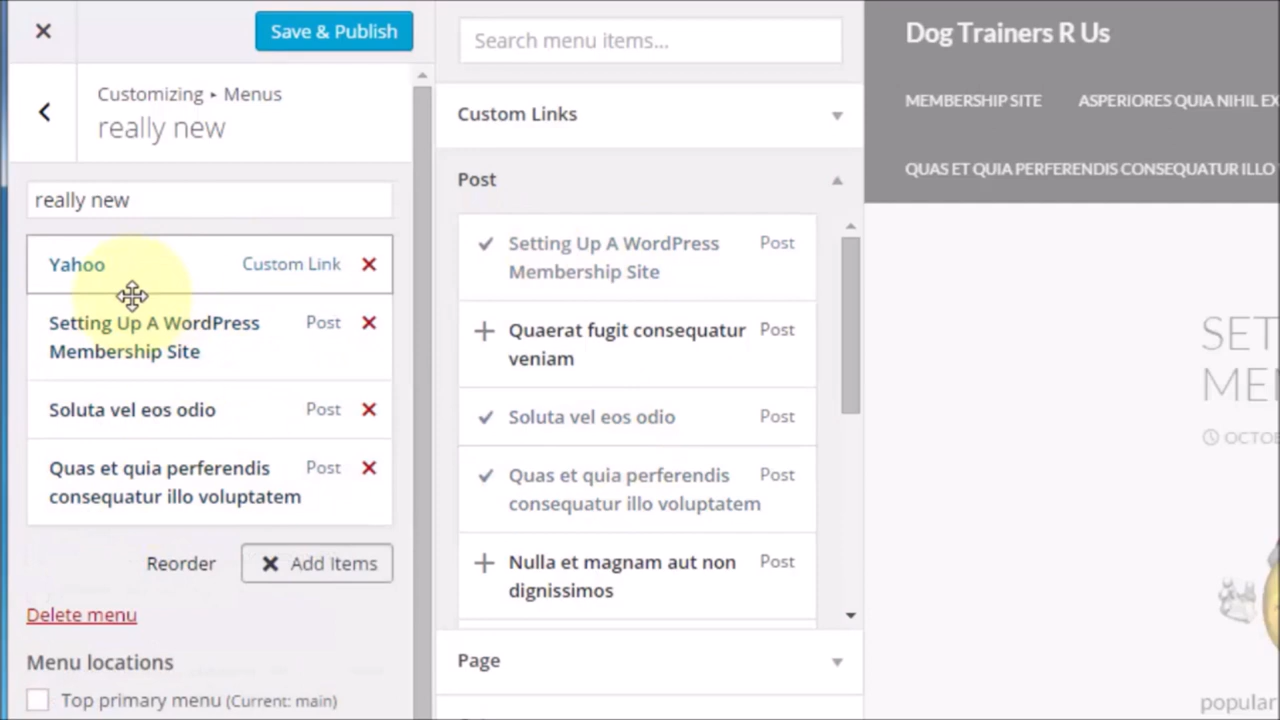 Save & Publish
Customizing ▸ Menus
really new
really new
Yahoo Custom Link
Setting Up A WordPress Post
Membership Site
Soluta vel eos odio Post
Quas et quia perferendis Post
consequatur illo voluptatem
Reorder Add Items
Delete menu
Menu locations
Top primary menu (Current: main)
Search menu items...
Custom Links
Post
Setting Up A WordPress Post
Membership Site
Quaerat fugit consequatur Post
veniam
Soluta vel eos odio Post
Quas et quia perferendis Post
consequatur illo voluptatem
Nulla et magnam aut non Post
dignissimos
Page
Dog Trainers R Us
MEMBERSHIP SITE ASPERIORES QUIA NIHIL EX
QUAS ET QUIA PERFERENDIS CONSEQUATUR ILLO
SET
MEM
OCTO
popular